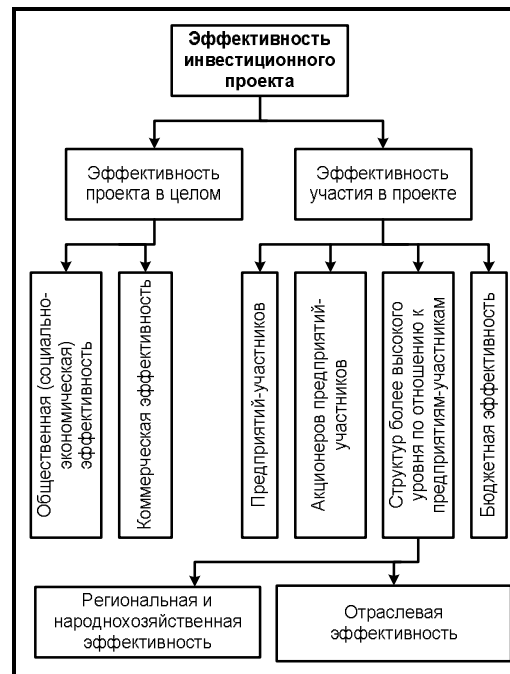 Эффективность
инвестиционного
проекта
Эффективность
проекта в целом
Эффективность
участия в проекте
Общественная (социально-
экономическая)
эффективность
Коммерческая эффективность
Предприятий-участников
Акционеров предприятий-
участников
Структур более высокого
уровня по отношению к
предприятиям-участникам
Бюджетная эффективность
Региональная и
народнохозяйственная
эффективность
Отраслевая
эффективность